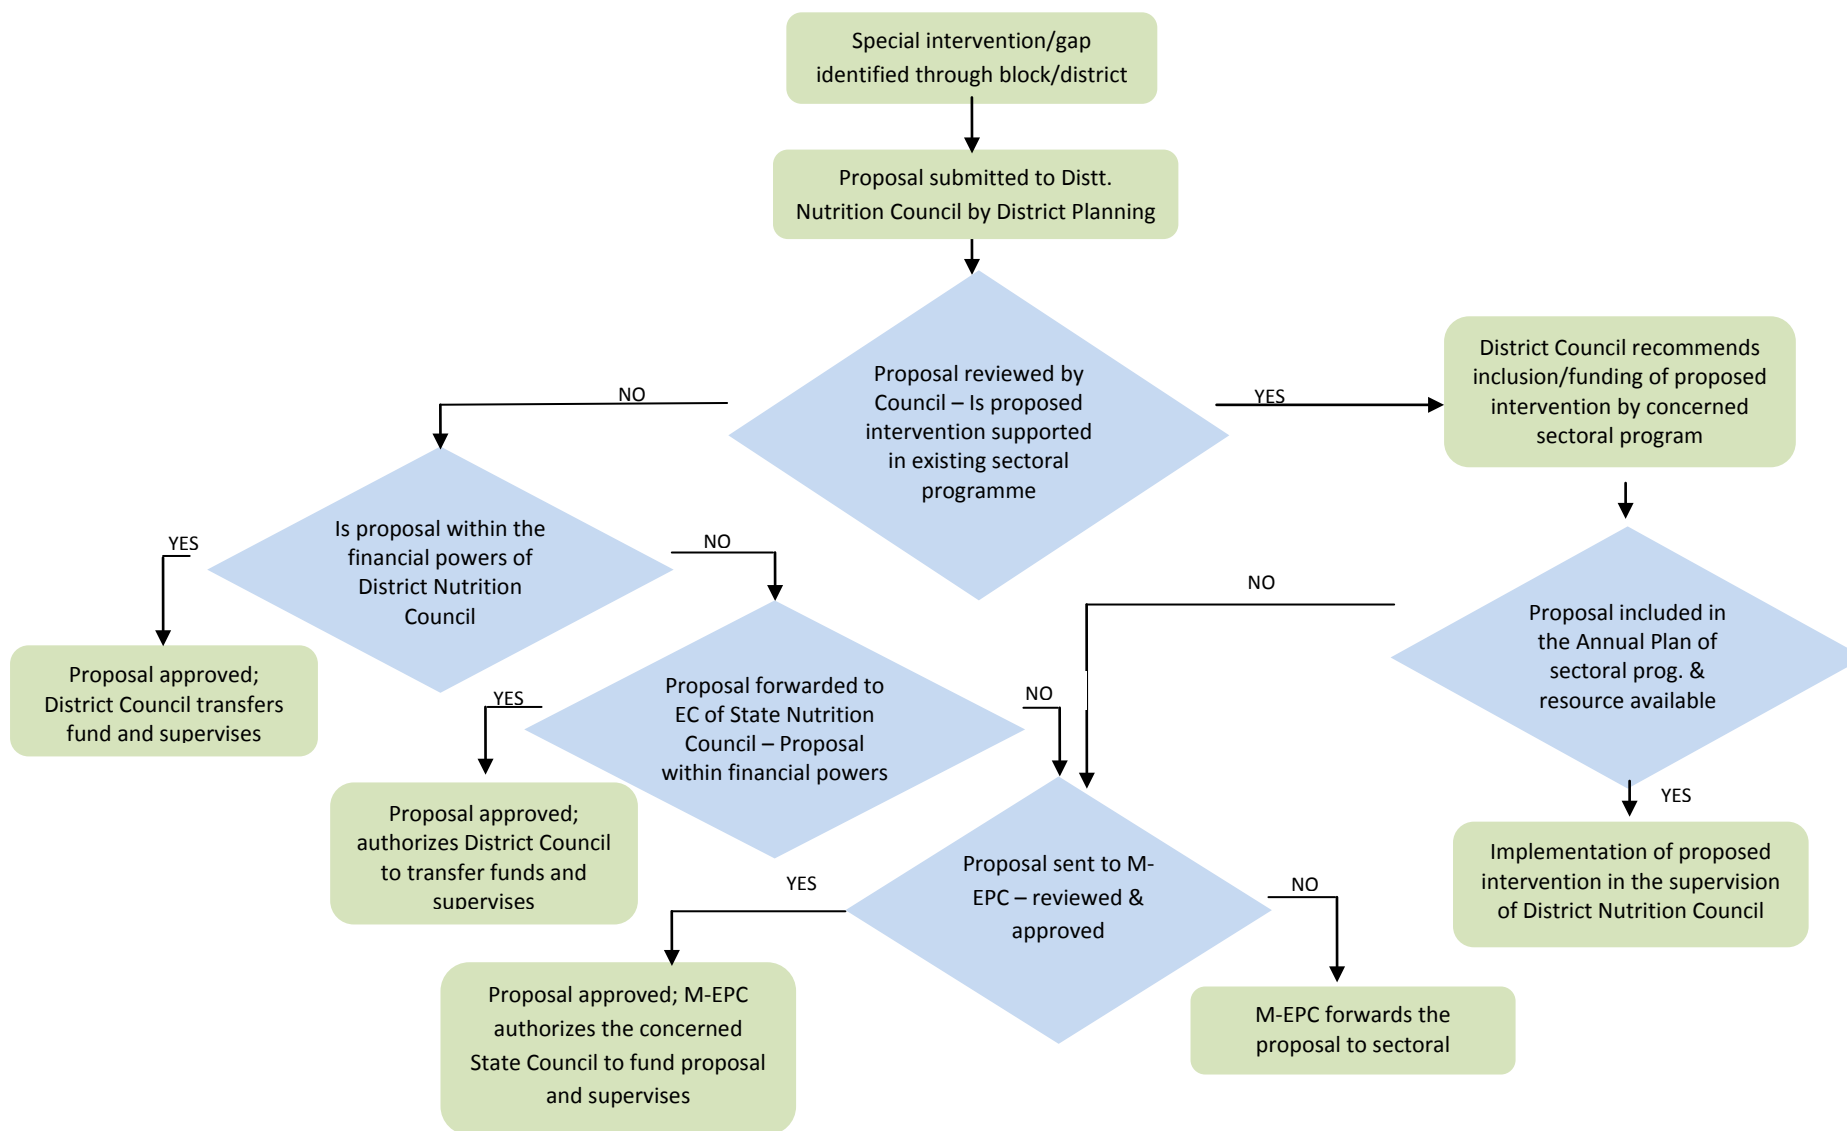 Special intervention/gap
identified through block/district
Proposal submitted to Distt.
Nutrition Council by District Planning
Proposal reviewed by
Council – Is proposed
intervention supported
in existing sectoral
programme
NO
YES
District Council recommends
inclusion/funding of proposed
intervention by concerned
sectoral program
Is proposal within the
financial powers of
District Nutrition
Council
YES
NO
Proposal approved;
District Council transfers
fund and supervises
Proposal forwarded to
EC of State Nutrition
Council – Proposal
within financial powers
YES
NO
Proposal approved;
authorizes District Council
to transfer funds and
supervises
NO
Proposal included in
the Annual Plan of
sectoral prog. &
resource available
YES
Implementation of proposed
intervention in the supervision
of District Nutrition Council
Proposal sent to M-
EPC – reviewed &
approved
YES
NO
Proposal approved; M-EPC
authorizes the concerned
State Council to fund proposal
and supervises
M-EPC forwards the
proposal to sectoral